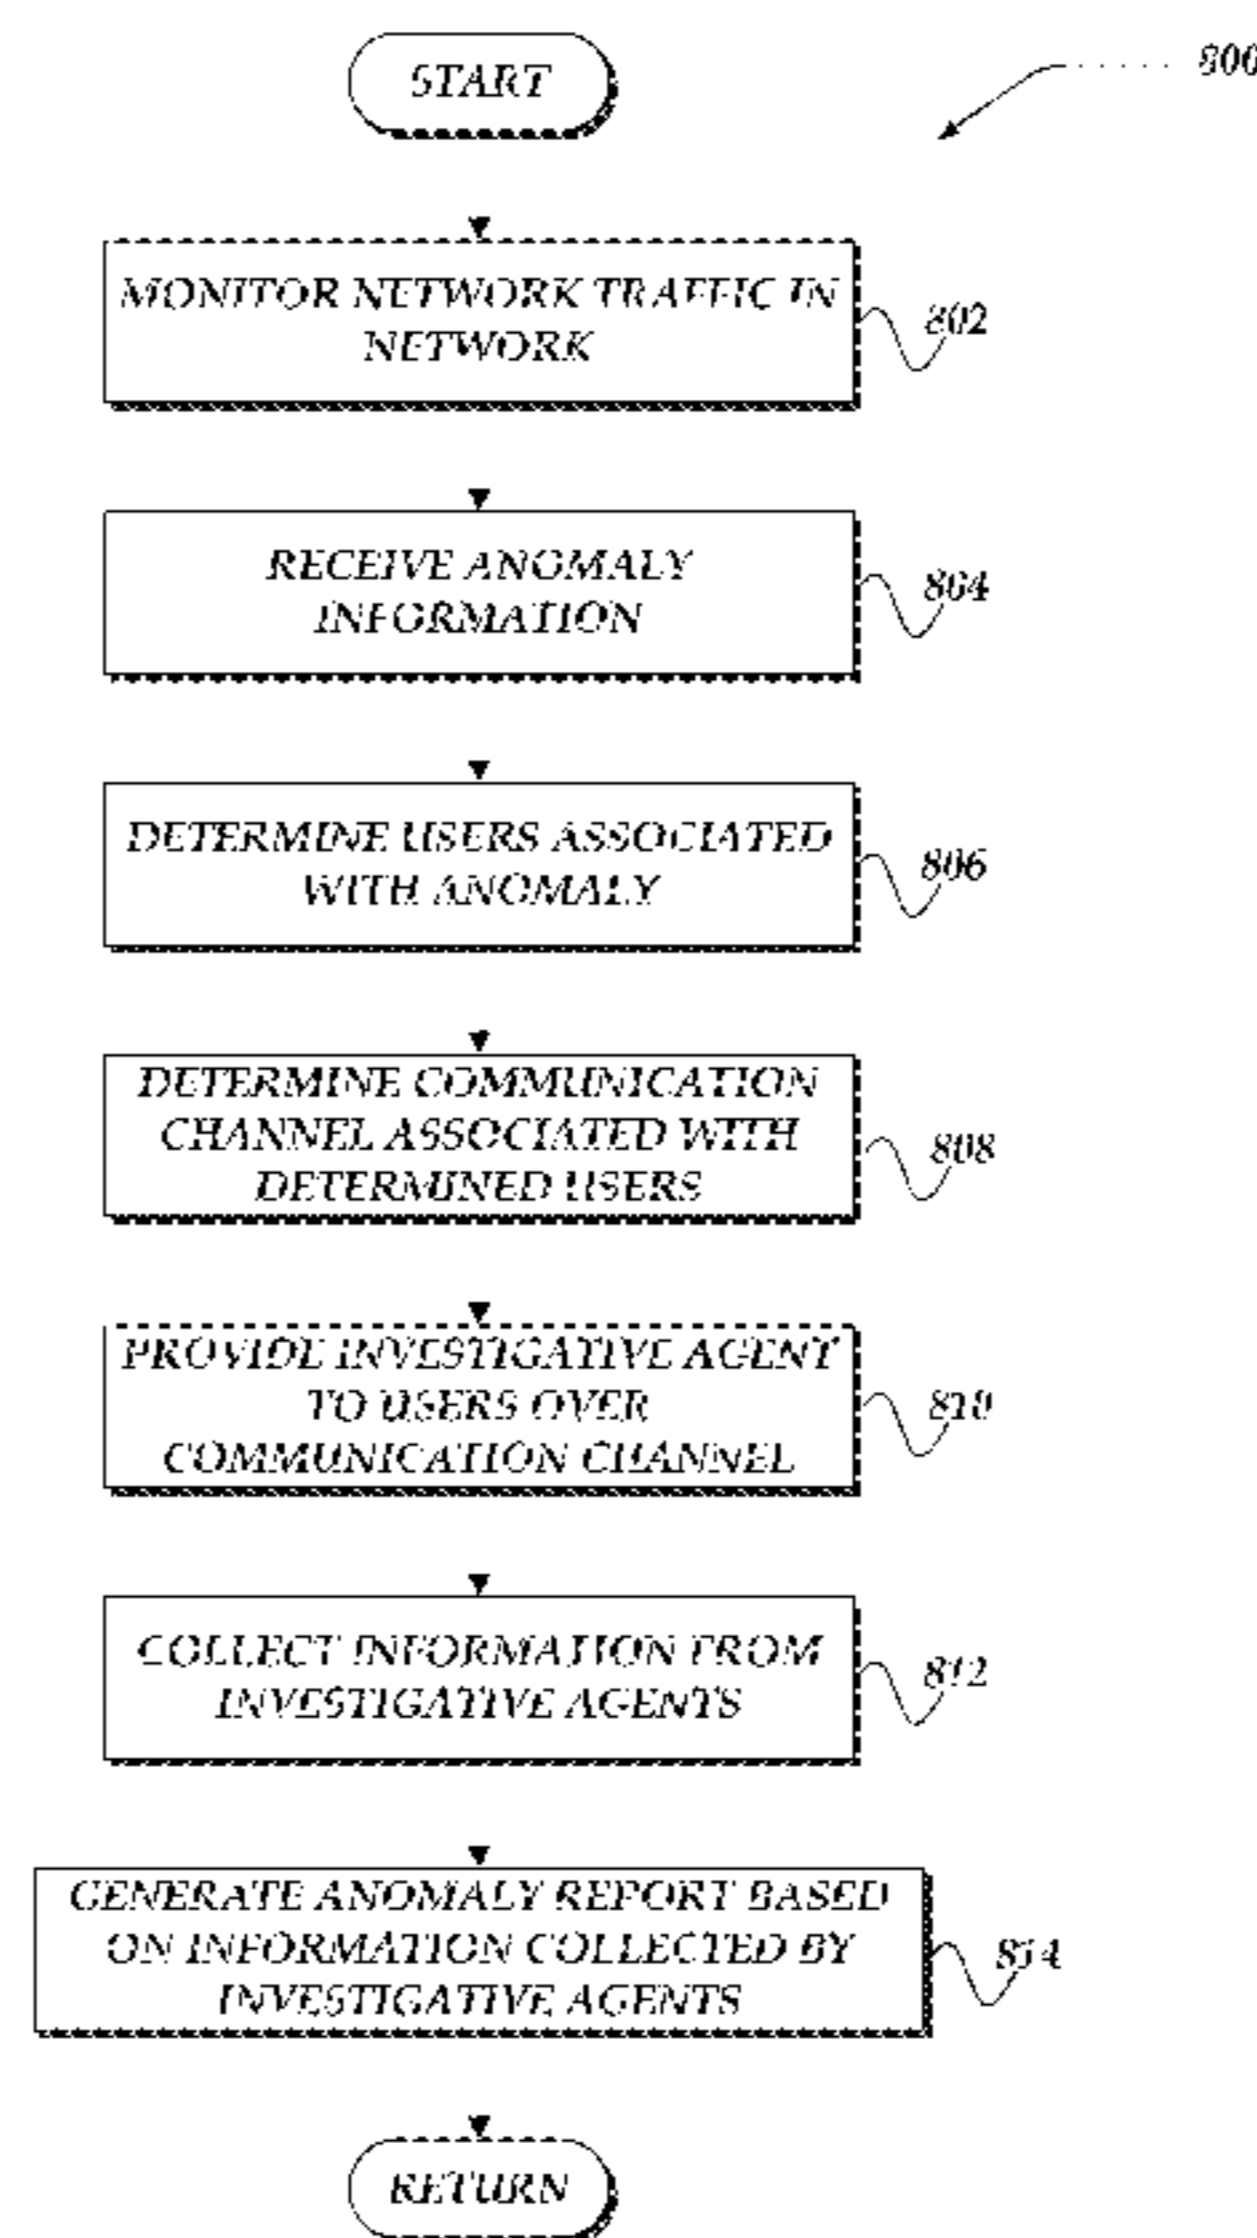 START
800
MONITOR NETWORK TRAFFIC IN
NETWORK
802
RECEIVE ANOMALY
INFORMATION
804
DETERMINE USERS ASSOCIATED
WITH ANOMALY
806
DETERMINE COMMUNICATION
CHANNEL ASSOCIATED WITH
DETERMINED USERS
808
PROVIDE INVESTIGATIVE AGENT
TO USERS OVER
COMMUNICATION CHANNEL
810
COLLECT INFORMATION FROM
INVESTIGATIVE AGENTS
812
GENERATE ANOMALY REPORT BASED
ON INFORMATION COLLECTED BY
INVESTIGATIVE AGENTS
814
RETURN